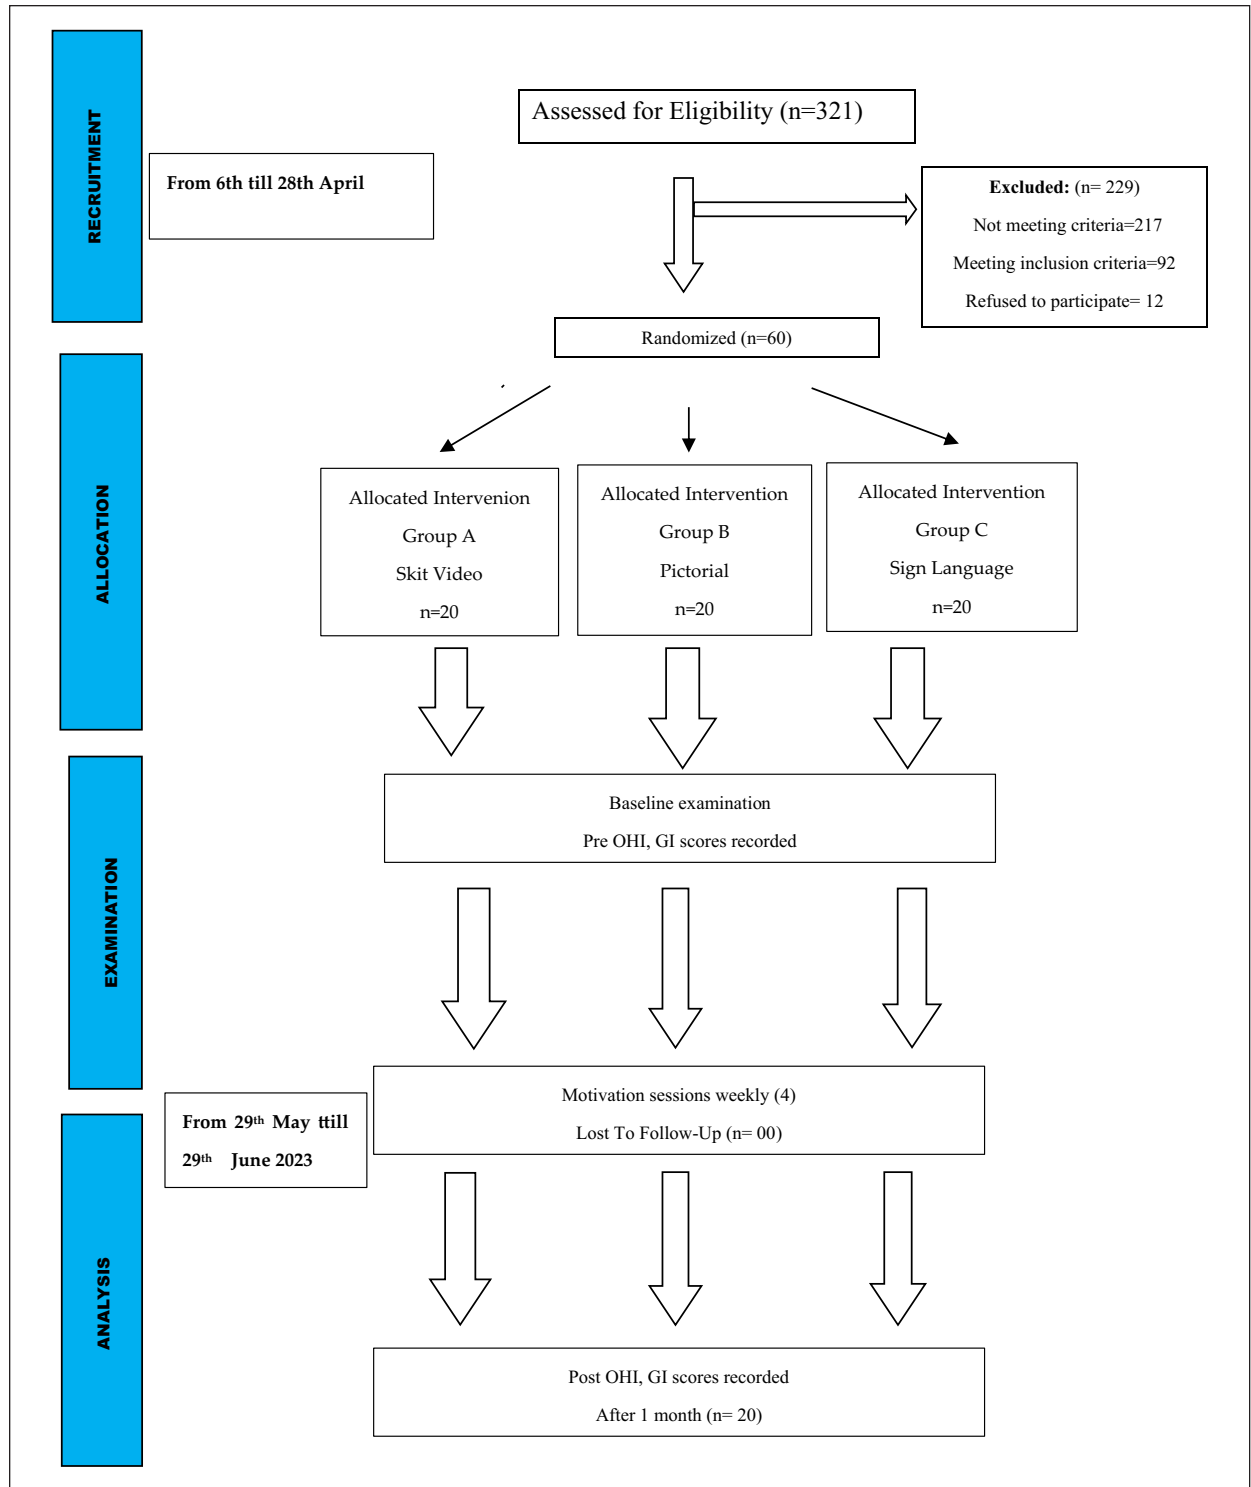 RECRUITMENT
Assessed for Eligibility (n=321)
From 6th till 28th April
Excluded: (n= 229)
Not meeting criteria=217
Meeting inclusion criteria=92
Refused to participate= 12
Randomized (n=60)
ALLOCATION
Allocated Intervenion
Group A
Skit Video
n=20
Allocated Intervention
Group B
Pictorial
n=20
Allocated Intervention
Group C
Sign Language
n=20
EXAMINATION
Baseline examination
Pre OHI, GI scores recorded
Motivation sessions weekly (4)
Lost To Follow-Up (n= 00)
From 29th May ttill
29th June 2023
ANALYSIS
Post OHI, GI scores recorded
After 1 month (n= 20)